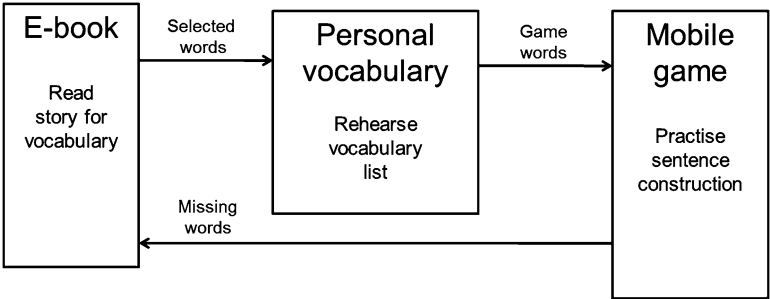 E-book
Read
story for
vocabulary
Selected
words
Personal
vocabulary
Rehearse
vocabulary
list
Game
words
Mobile
game
Practise
sentence
construction
Missing
words